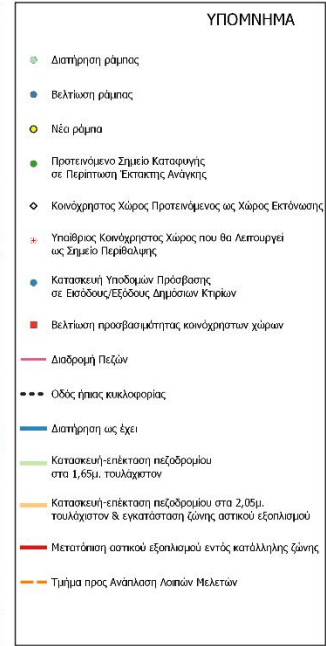 ΥΠΟΜΝΗΜΑ
Διατήρηση ράμπας
Βελτίωση ράμπας
Νέα ράμπα
Προτεινόμενο Σημείο Καταφυγής
σε Περίπτωση Έκτακτης Ανάγκης
Κοινόχρηστος Χώρος Προτεινόμενος ως Χώρος Εκτόνωσης
Υπαίθριος Κοινόχρηστος Χώρος που θα Λειτουργεί
ως Σημείο Περίθαλψης
Κατασκευή Υποδομών Πρόσβασης
σε Εισόδους/Εξόδους Δημόσιων Κτιρίων
Βελτίωση προσβασιμότητας κοινόχρηστων χώρων
Διαδρομή Πεζών
Οδός ήπιας κυκλοφορίας
Διατήρηση ως έχει
Κατασκευή-επέκταση πεζοδρομίου
στα 1,65μ. τουλάχιστον
Κατασκευή-επέκταση πεζοδρομίου στα 2,05μ.
τουλάχιστον & εγκατάσταση ζώνης αστικού εξοπλισμού
Μετατόπιση αστικού εξοπλισμού εντός κατάλληλης ζώνης
Τμήμα προς Ανάπλαση Λοιπών Μελετών